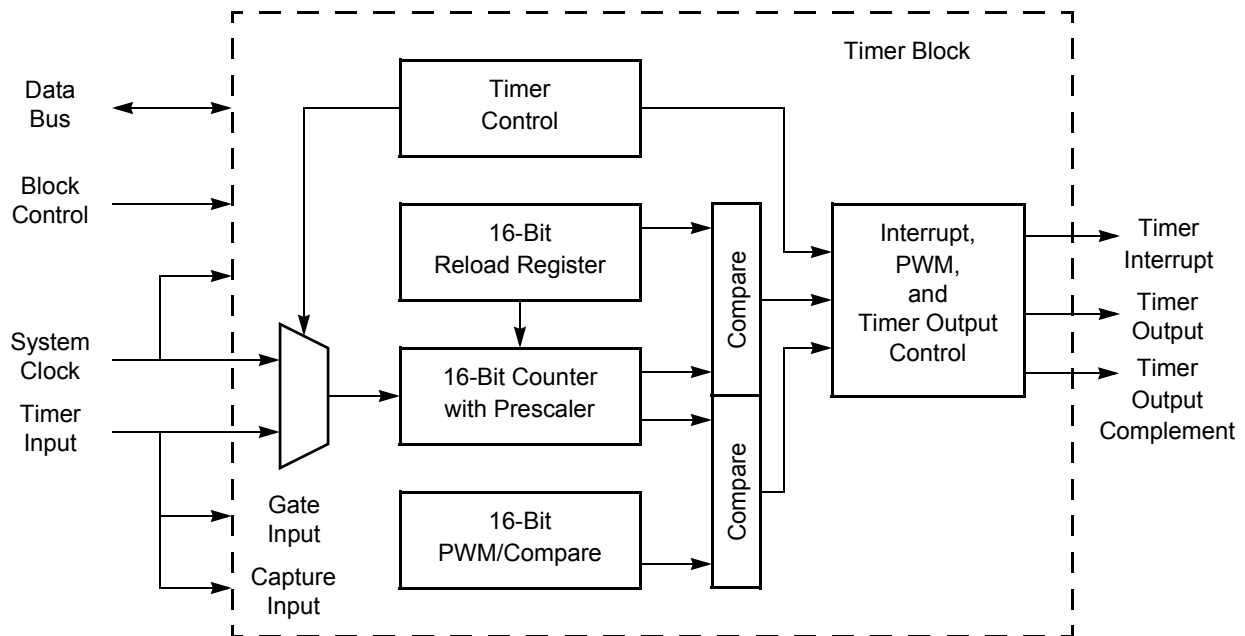 Timer Block
Data
Bus
Timer
Control
Block
Control
16-Bit
Reload Register
Compare
Interrupt,
PWM,
and
Timer Output
Control
Timer
Interrupt
System
Clock
Timer
Output
16-Bit Counter
with Prescaler
Timer
Output
Complement
Timer
Input
Compare
Gate
Input
16-Bit
PWM/Compare
Capture
Input